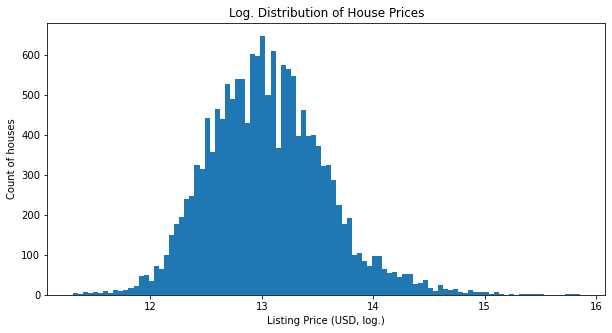 Log. Distribution of House Prices
Count of houses
600
500
400
300
200
100
0
12 13 14 15 16
Listing Price (USD, log.)